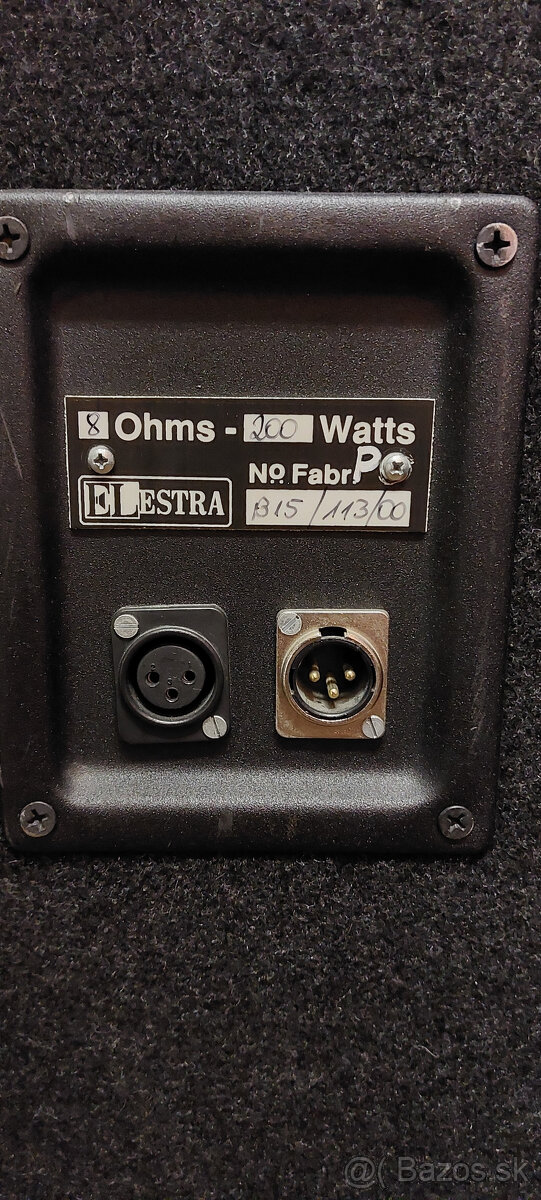 8 Ohms - 200 Watts
No Fabr. P
ELESTRA B15/113/00
@( Bazos.sk